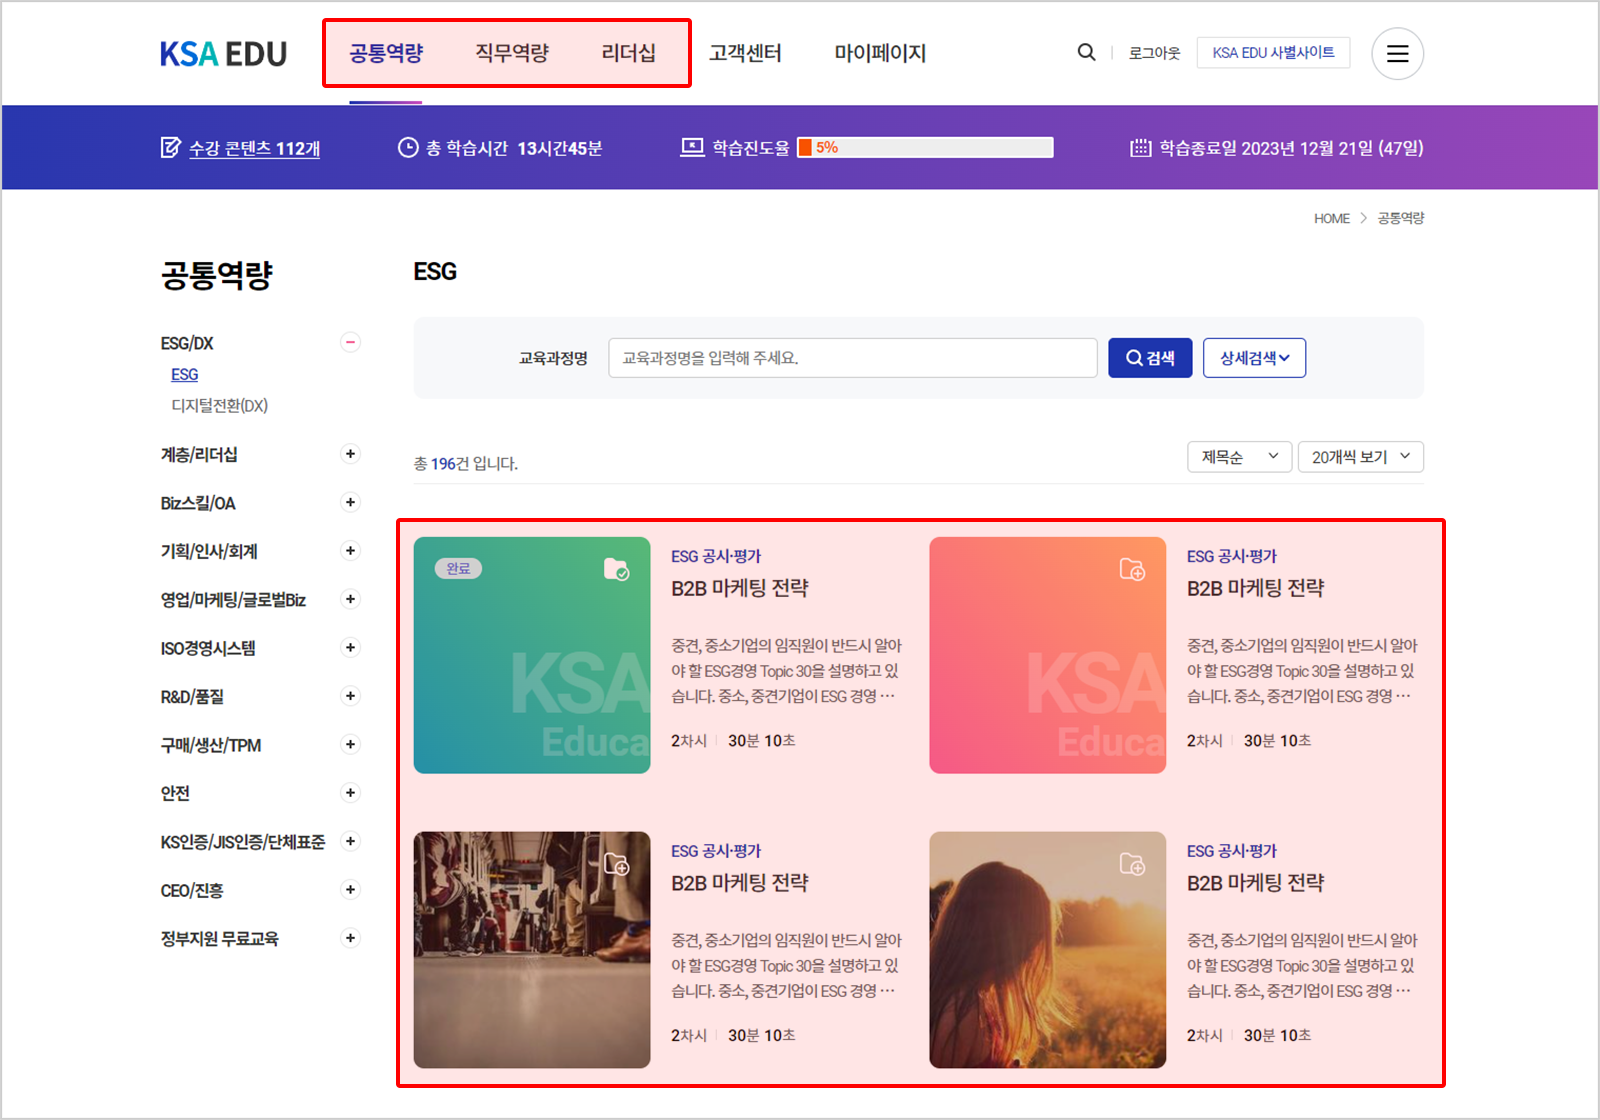 KSA EDU
공통역량
직무역량
리더십
고객센터
마이페이지
로그아웃
KSA EDU 사별사이트
수강 콘텐츠 112개
총 학습시간 13시간45분
학습진도율 5%
학습종료일 2023년 12월 21일 (47일)
HOME > 공통역량
공통역량
ESG/DX
ESG
디지털전환(DX)
계층/리더십
Biz스킬/OA
기획/인사/회계
영업/마케팅/글로벌Biz
ISO경영시스템
R&D/품질
구매/생산/TPM
안전
KS인증/JIS인증/단체표준
CEO/진흥
정부지원 무료교육
ESG
교육과정명
교육과정명을 입력해 주세요.
검색
상세검색
총 196건 입니다.
제목순
20개씩 보기
완료
KSA
Educa
ESG 공시·평가
B2B 마케팅 전략
중견, 중소기업의 임직원이 반드시 알아
야 할 ESG경영 Topic 30을 설명하고 있
습니다. 중소, 중견기업이 ESG 경영 …
2차시 | 30분 10초
KSA
Educa
ESG 공시·평가
B2B 마케팅 전략
중견, 중소기업의 임직원이 반드시 알아
야 할 ESG경영 Topic 30을 설명하고 있
습니다. 중소, 중견기업이 ESG 경영 …
2차시 | 30분 10초
ESG 공시·평가
B2B 마케팅 전략
중견, 중소기업의 임직원이 반드시 알아
야 할 ESG경영 Topic 30을 설명하고 있
습니다. 중소, 중견기업이 ESG 경영 …
2차시 | 30분 10초
ESG 공시·평가
B2B 마케팅 전략
중견, 중소기업의 임직원이 반드시 알아
야 할 ESG경영 Topic 30을 설명하고 있
습니다. 중소, 중견기업이 ESG 경영 …
2차시 | 30분 10초